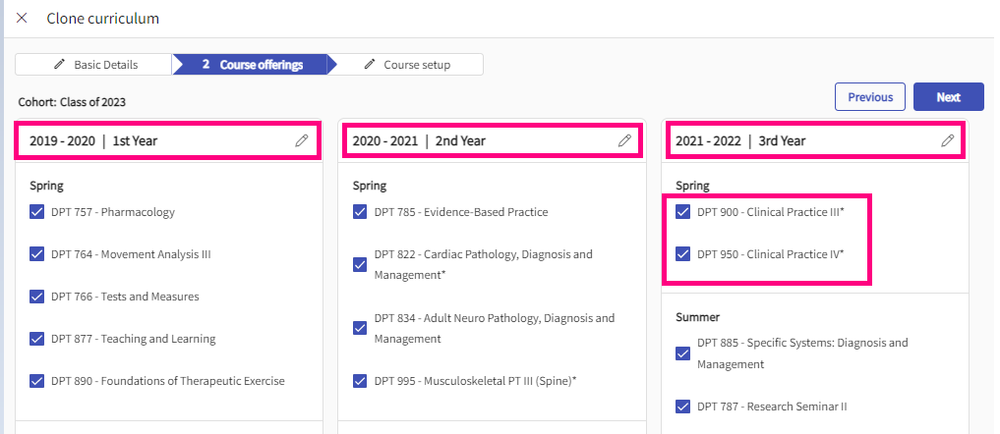 Clone curriculum
Basic Details
2 Course offerings
Course setup
Cohort: Class of 2023
Previous
Next
2019 - 2020 | 1st Year
Spring
DPT 757 - Pharmacology
DPT 764 - Movement Analysis III
DPT 766 - Tests and Measures
DPT 877 - Teaching and Learning
DPT 890 - Foundations of Therapeutic Exercise
2020 - 2021 | 2nd Year
Spring
DPT 785 - Evidence-Based Practice
DPT 822 - Cardiac Pathology, Diagnosis and
Management*
DPT 834 - Adult Neuro Pathology, Diagnosis and
Management
DPT 995 - Musculoskeletal PT III (Spine)*
2021 - 2022 | 3rd Year
Spring
DPT 900 - Clinical Practice III*
DPT 950 - Clinical Practice IV*
Summer
DPT 885 - Specific Systems: Diagnosis and
Management
DPT 787 - Research Seminar II